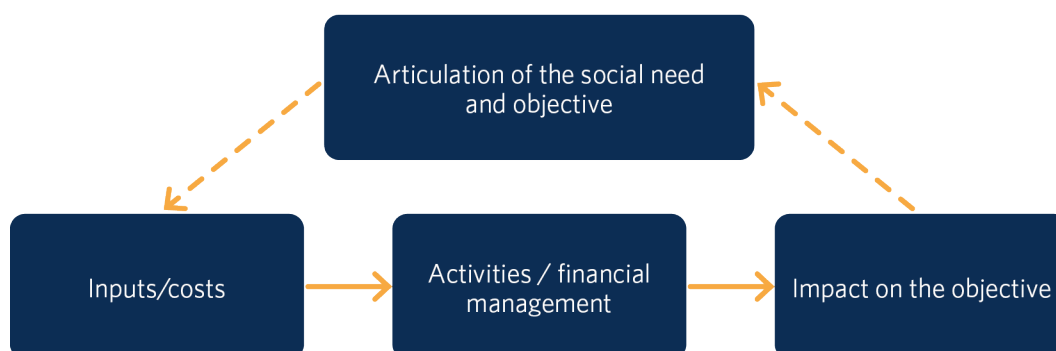 Articulation of the social need
and objective
Inputs/costs
Activities / financial
management
Impact on the objective